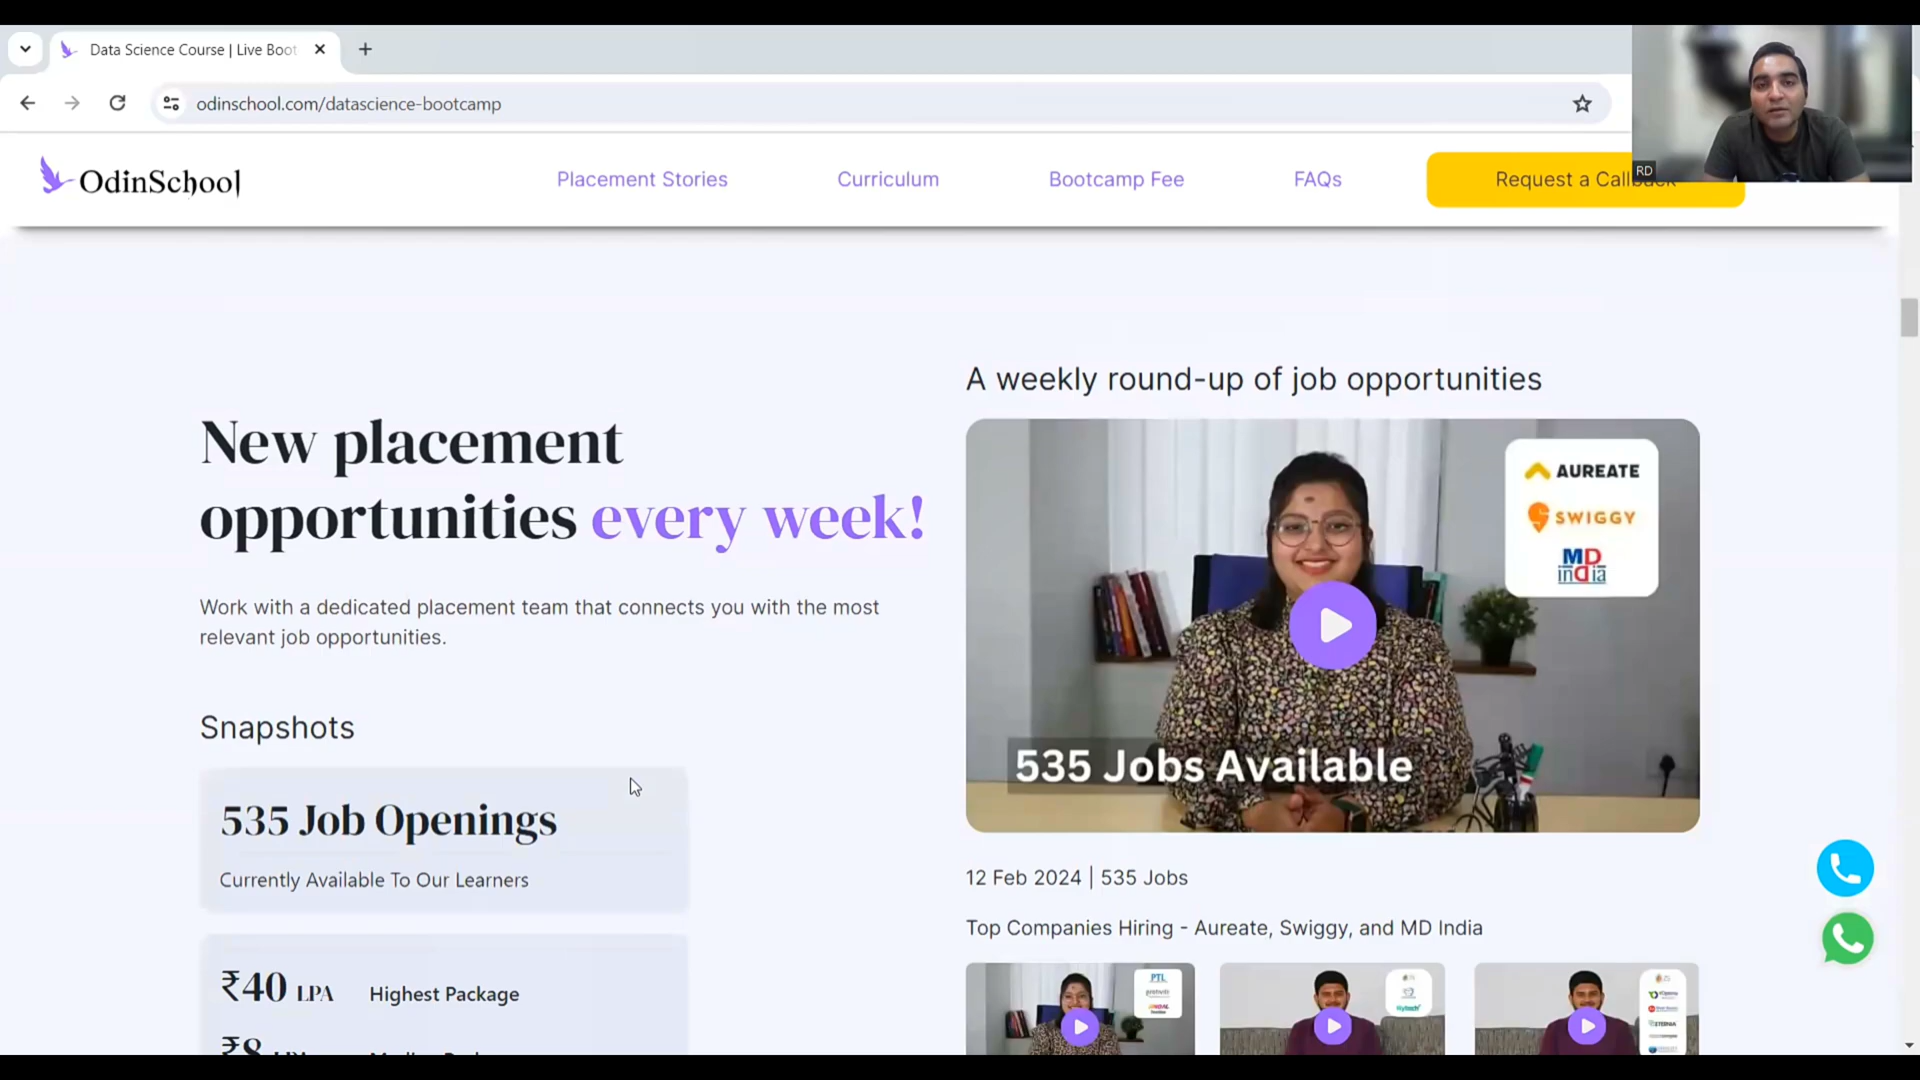 Data Science Course | Live Boot
odinschool.com/datascience-bootcamp
OdinSchool
Placement Stories
Curriculum
Bootcamp Fee
FAQs
Request a Callback
RD
A weekly round-up of job opportunities
New placement
opportunities every week!
AUREATE
SWIGGY
MD
india
Work with a dedicated placement team that connects you with the most
relevant job opportunities.
Snapshots
535 Jobs Available
535 Job Openings
Currently Available To Our Learners
12 Feb 2024 | 535 Jobs
Top Companies Hiring - Aureate, Swiggy, and MD India
₹40 LPA Highest Package
₹8
PTL